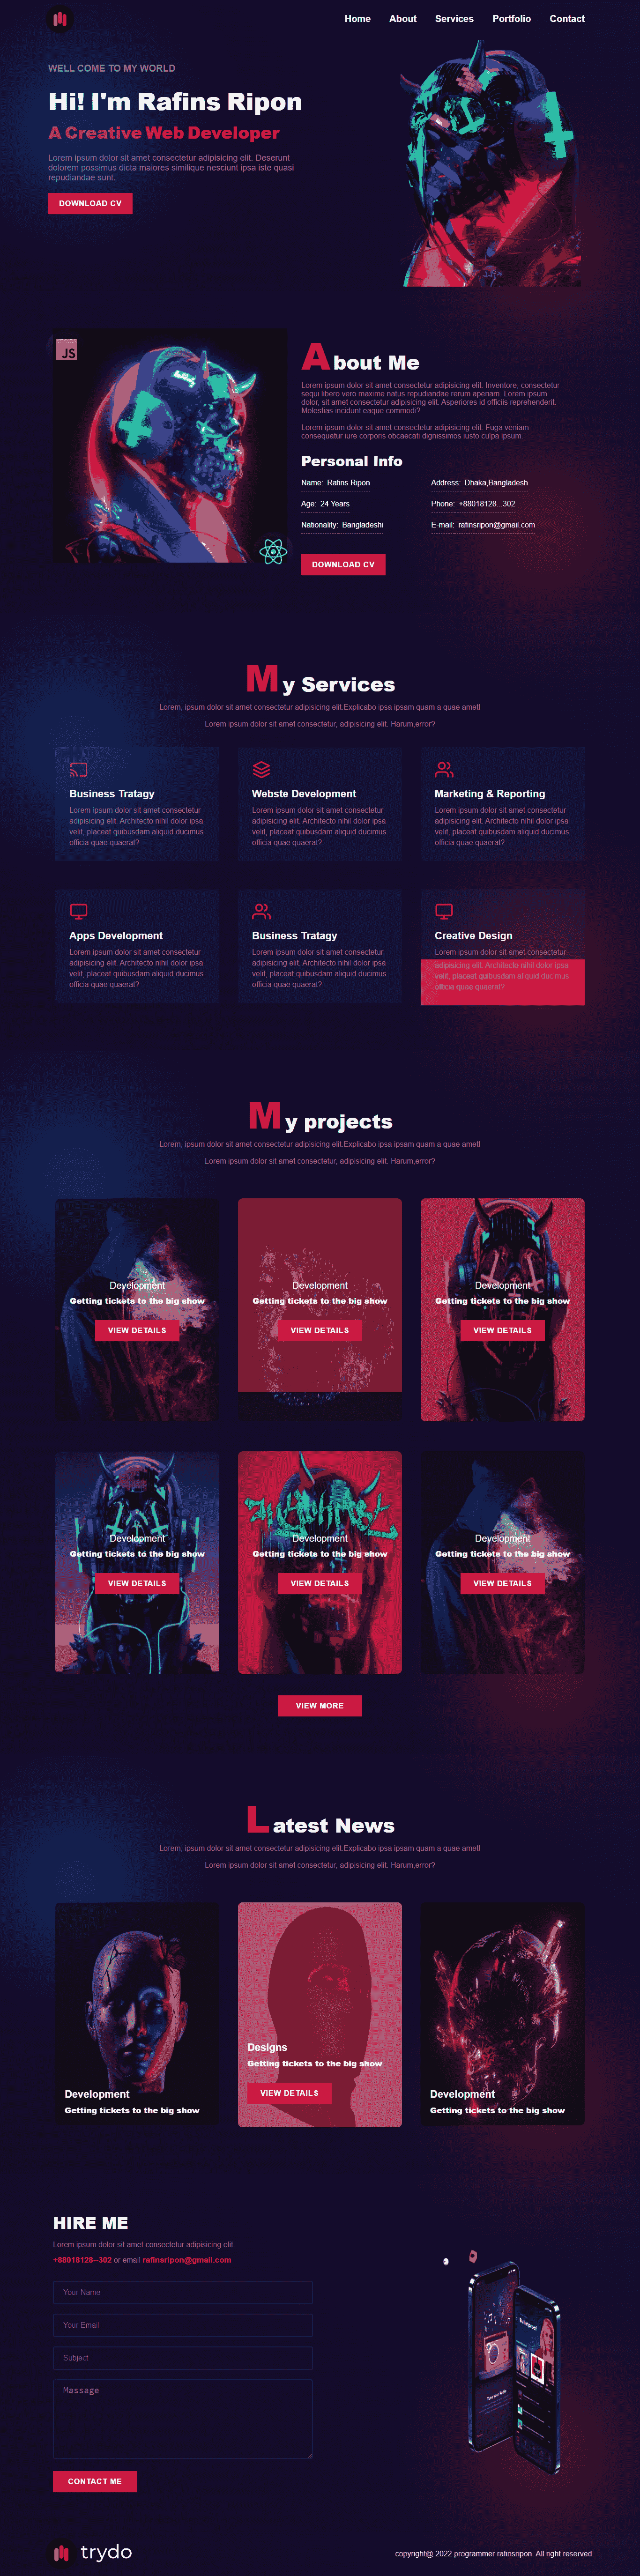 Home About Services Portfolio Contact
WELL COME TO MY WORLD
Hi! I'm Rafins Ripon
A Creative Web Developer
Lorem ipsum dolor sit amet consectetur adipisicing elit. Deserunt
dolorem possimus dicta maiores similique nesciunt ipsa iste quasi
repudiandae sunt.
DOWNLOAD CV
JS
About Me
Lorem ipsum dolor sit amet consectetur adipisicing elit. Inventore, consectetur
sequi libero vero maxime natus repudiandae rerum aperiam. Lorem ipsum
dolor, sit amet consectetur adipisicing elit. Asperiores id officiis reprehenderit.
Molestias incidunt eaque commodi?
Lorem ipsum dolor sit amet consectetur adipisicing elit. Fuga veniam
consequatur iure corporis obcaecati dignissimos iusto culpa ipsum.
Personal Info
Name: Rafins Ripon
Address: Dhaka,Bangladesh
Age: 24 Years
Phone: +88018128...302
Nationality: Bangladeshi
E-mail: rafinsripon@gmail.com
DOWNLOAD CV
My Services
Lorem, ipsum dolor sit amet consectetur adipisicing elit.Explicabo ipsa ipsam quam a quae amet!
Lorem ipsum dolor sit amet consectetur, adipisicing elit. Harum,error?
Business Tratagy
Lorem ipsum dolor sit amet consectetur
adipisicing elit. Architecto nihil dolor ipsa
velit, placeat quibusdam aliquid ducimus
officia quae quaerat?
Webste Development
Lorem ipsum dolor sit amet consectetur
adipisicing elit. Architecto nihil dolor ipsa
velit, placeat quibusdam aliquid ducimus
officia quae quaerat?
Marketing & Reporting
Lorem ipsum dolor sit amet consectetur
adipisicing elit. Architecto nihil dolor ipsa
velit, placeat quibusdam aliquid ducimus
officia quae quaerat?
Apps Development
Lorem ipsum dolor sit amet consectetur
adipisicing elit. Architecto nihil dolor ipsa
velit, placeat quibusdam aliquid ducimus
officia quae quaerat?
Business Tratagy
Lorem ipsum dolor sit amet consectetur
adipisicing elit. Architecto nihil dolor ipsa
velit, placeat quibusdam aliquid ducimus
officia quae quaerat?
Creative Design
Lorem ipsum dolor sit amet consectetur
adipisicing elit. Architecto nihil dolor ipsa
velit, placeat quibusdam aliquid ducimus
officia quae quaerat?
My projects
Lorem, ipsum dolor sit amet consectetur adipisicing elit.Explicabo ipsa ipsam quam a quae amet!
Lorem ipsum dolor sit amet consectetur, adipisicing elit. Harum,error?
Development
Getting tickets to the big show
VIEW DETAILS
Development
Getting tickets to the big show
VIEW DETAILS
Development
Getting tickets to the big show
VIEW DETAILS
Development
Getting tickets to the big show
VIEW DETAILS
Development
Getting tickets to the big show
VIEW DETAILS
Development
Getting tickets to the big show
VIEW DETAILS
VIEW MORE
Latest News
Lorem, ipsum dolor sit amet consectetur adipisicing elit.Explicabo ipsa ipsam quam a quae amet!
Lorem ipsum dolor sit amet consectetur, adipisicing elit. Harum,error?
Development
Getting tickets to the big show
Designs
Getting tickets to the big show
VIEW DETAILS
Development
Getting tickets to the big show
HIRE ME
Lorem ipsum dolor sit amet consectetur adipisicing elit.
+88018128--302 or email rafinsripon@gmail.com
Your Name
Your Email
Subject
Massage
CONTACT ME
trydo
copyright@ 2022 programmer rafinsripon. All right reserved.